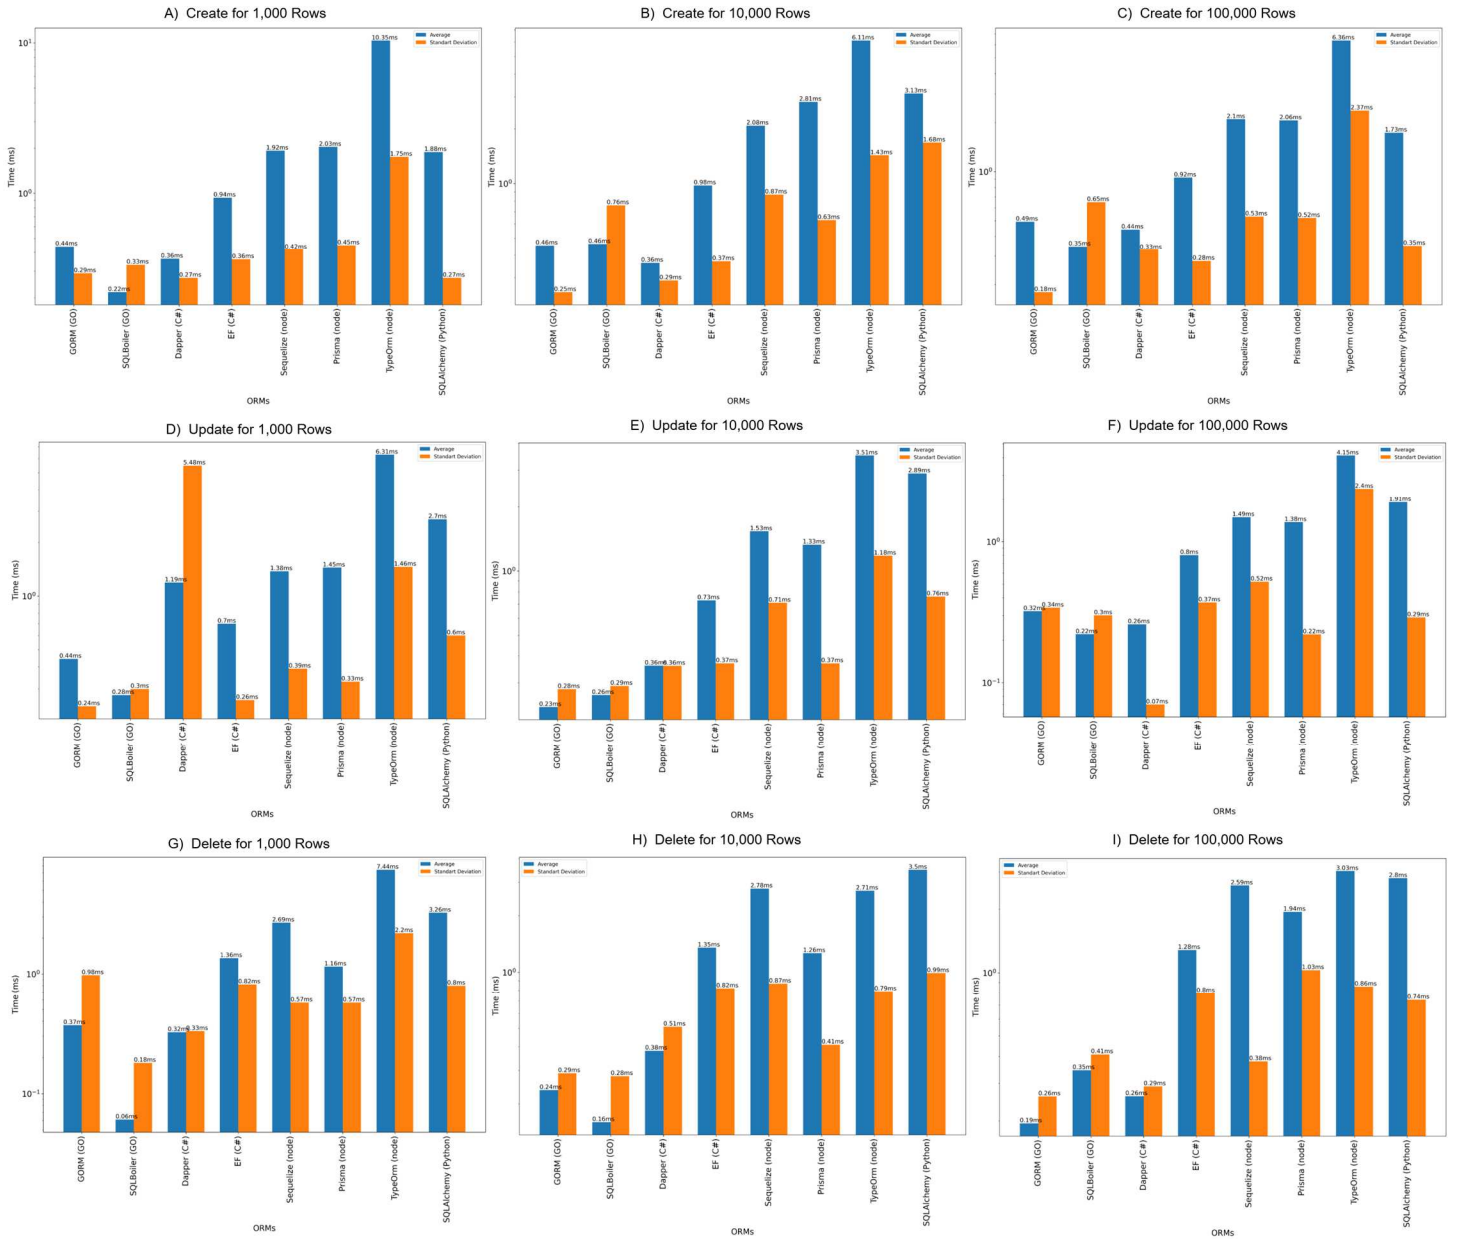 A) Create for 1,000 Rows
Average
Standart Deviation
Time (ms)
10¹
10⁰
0.44ms
0.29ms
0.22ms
0.33ms
0.36ms
0.27ms
0.94ms
0.36ms
1.92ms
0.42ms
2.03ms
0.45ms
10.35ms
1.75ms
1.88ms
0.27ms
GORM (GO)
SQLBoiler (GO)
Dapper (C#)
EF (C#)
Sequelize (node)
Prisma (node)
TypeOrm (node)
SQLAlchemy (Python)
ORMs
B) Create for 10,000 Rows
Average
Standart Deviation
Time (ms)
10⁰
0.46ms
0.25ms
0.46ms
0.76ms
0.36ms
0.29ms
0.98ms
0.37ms
2.08ms
0.87ms
2.81ms
0.63ms
6.11ms
1.43ms
3.13ms
1.68ms
GORM (GO)
SQLBoiler (GO)
Dapper (C#)
EF (C#)
Sequelize (node)
Prisma (node)
TypeOrm (node)
SQLAlchemy (Python)
ORMs
C) Create for 100,000 Rows
Average
Standart Deviation
Time (ms)
10⁰
0.49ms
0.18ms
0.35ms
0.65ms
0.44ms
0.33ms
0.92ms
0.28ms
2.1ms
0.53ms
2.06ms
0.52ms
6.36ms
2.37ms
1.73ms
0.35ms
GORM (GO)
SQLBoiler (GO)
Dapper (C#)
EF (C#)
Sequelize (node)
Prisma (node)
TypeOrm (node)
SQLAlchemy (Python)
ORMs
D) Update for 1,000 Rows
Average
Standart Deviation
Time (ms)
10⁰
0.44ms
0.24ms
0.28ms
0.3ms
1.19ms
5.48ms
0.7ms
0.26ms
1.38ms
0.39ms
1.45ms
0.33ms
6.31ms
1.46ms
2.7ms
0.6ms
GORM (GO)
SQLBoiler (GO)
Dapper (C#)
EF (C#)
Sequelize (node)
Prisma (node)
TypeOrm (node)
SQLAlchemy (Python)
ORMs
E) Update for 10,000 Rows
Average
Standart Deviation
Time (ms)
10⁰
0.23ms
0.28ms
0.26ms
0.29ms
0.36ms
0.36ms
0.73ms
0.37ms
1.53ms
0.71ms
1.33ms
0.37ms
3.51ms
1.18ms
2.89ms
0.76ms
GORM (GO)
SQLBoiler (GO)
Dapper (C#)
EF (C#)
Sequelize (node)
Prisma (node)
TypeOrm (node)
SQLAlchemy (Python)
ORMs
F) Update for 100,000 Rows
Average
Standart Deviation
Time (ms)
10⁰
10⁻¹
0.32ms
0.34ms
0.22ms
0.3ms
0.26ms
0.07ms
0.8ms
0.37ms
1.49ms
0.52ms
1.38ms
0.22ms
4.15ms
2.4ms
1.91ms
0.29ms
GORM (GO)
SQLBoiler (GO)
Dapper (C#)
EF (C#)
Sequelize (node)
Prisma (node)
TypeOrm (node)
SQLAlchemy (Python)
ORMs
G) Delete for 1,000 Rows
Average
Standart Deviation
Time (ms)
10⁰
10⁻¹
0.37ms
0.98ms
0.06ms
0.18ms
0.32ms
0.33ms
1.36ms
0.82ms
2.69ms
0.57ms
1.16ms
0.57ms
7.44ms
2.2ms
3.26ms
0.8ms
GORM (GO)
SQLBoiler (GO)
Dapper (C#)
EF (C#)
Sequelize (node)
Prisma (node)
TypeOrm (node)
SQLAlchemy (Python)
ORMs
H) Delete for 10,000 Rows
Average
Standart Deviation
Time (ms)
10⁰
0.24ms
0.29ms
0.16ms
0.28ms
0.38ms
0.51ms
1.35ms
0.82ms
2.78ms
0.87ms
1.26ms
0.41ms
2.71ms
0.79ms
3.5ms
0.99ms
GORM (GO)
SQLBoiler (GO)
Dapper (C#)
EF (C#)
Sequelize (node)
Prisma (node)
TypeOrm (node)
SQLAlchemy (Python)
ORMs
I) Delete for 100,000 Rows
Average
Standart Deviation
Time (ms)
10⁰
0.19ms
0.26ms
0.35ms
0.41ms
0.26ms
0.29ms
1.28ms
0.8ms
2.59ms
0.38ms
1.94ms
1.03ms
3.03ms
0.86ms
2.8ms
0.74ms
GORM (GO)
SQLBoiler (GO)
Dapper (C#)
EF (C#)
Sequelize (node)
Prisma (node)
TypeOrm (node)
SQLAlchemy (Python)
ORMs